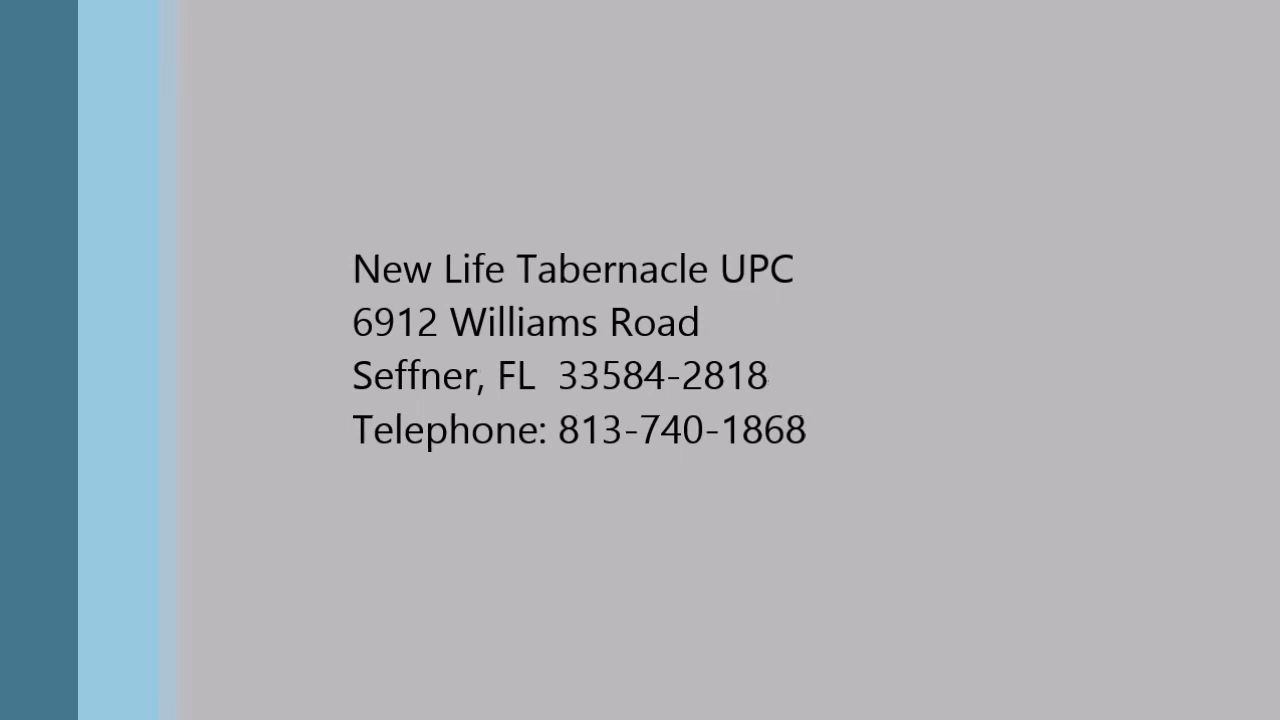 New Life Tabernacle UPC
6912 Williams Road
Seffner, FL  33584-2818
Telephone: 813-740-1868